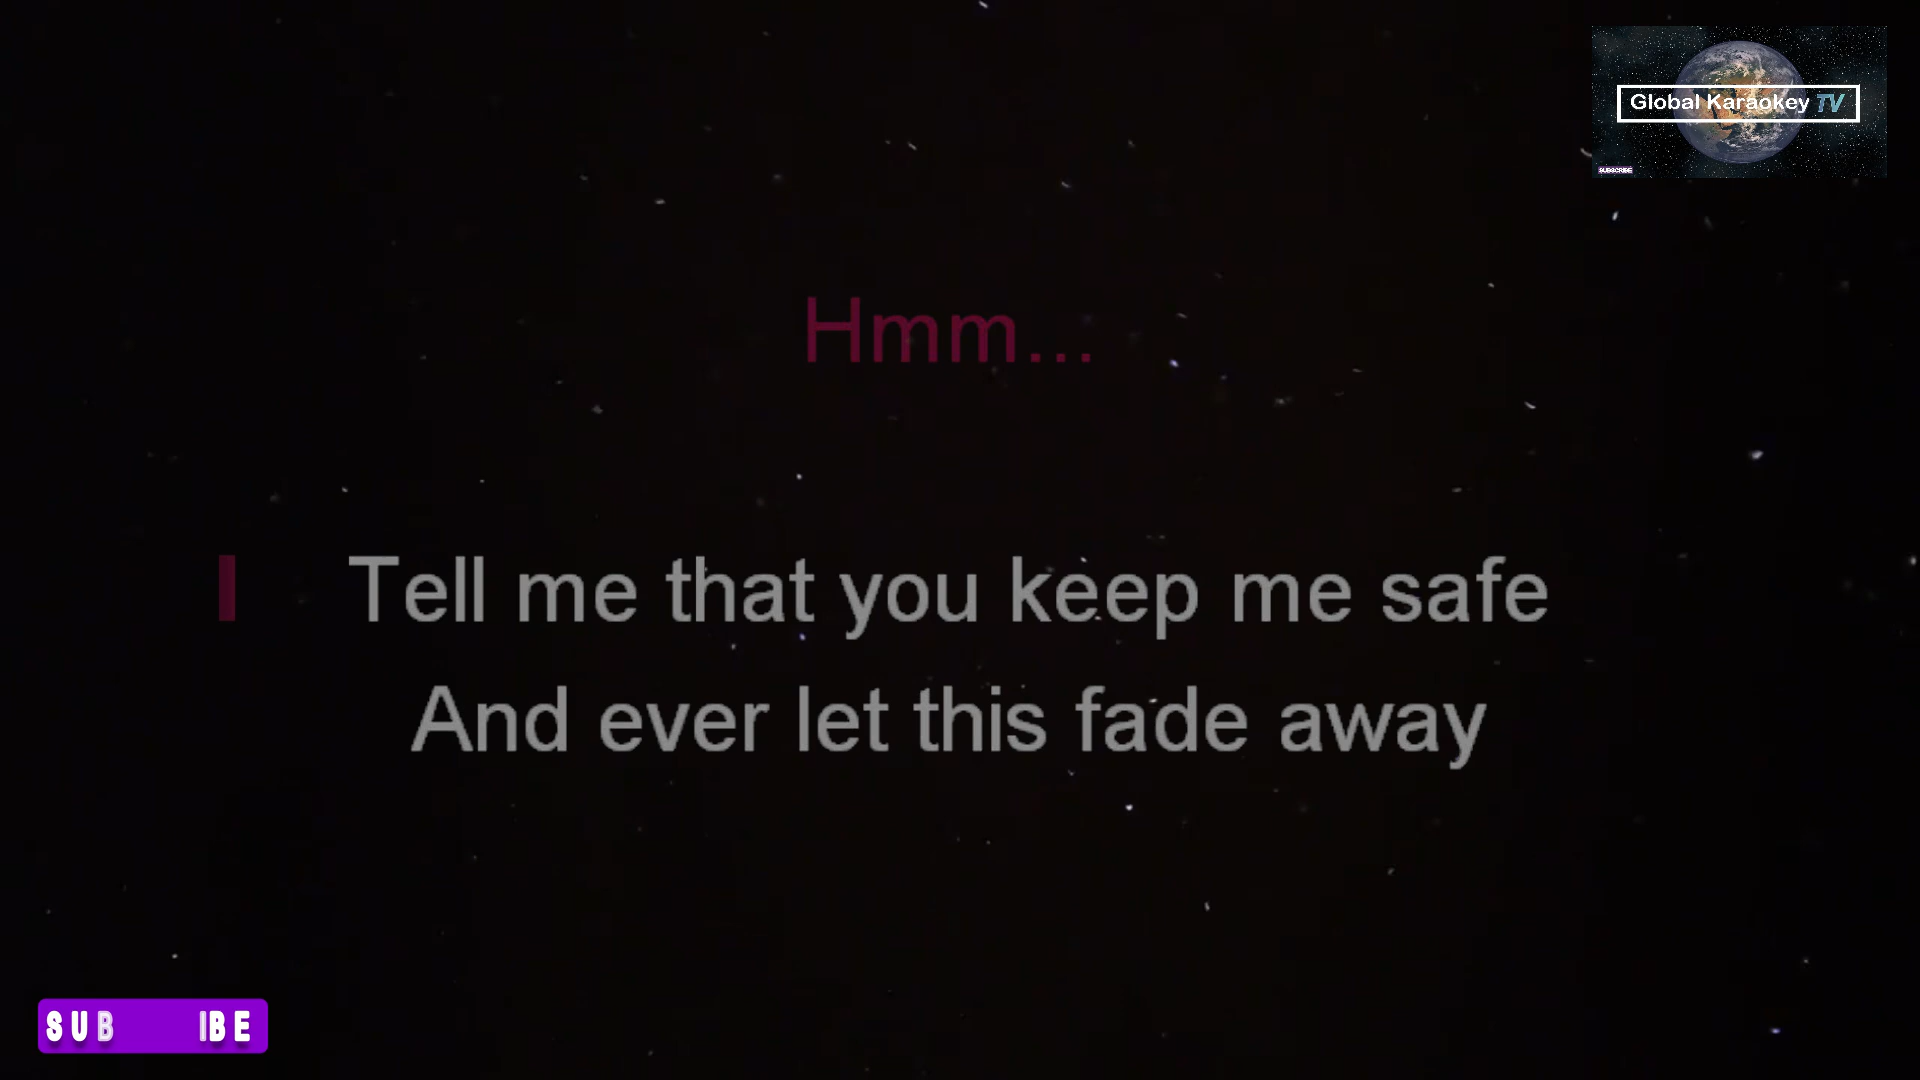 Global Karaokey TV
SUBSCRIBE
Hmm...
Tell me that you keep me safe
And ever let this fade away
SUB IBE